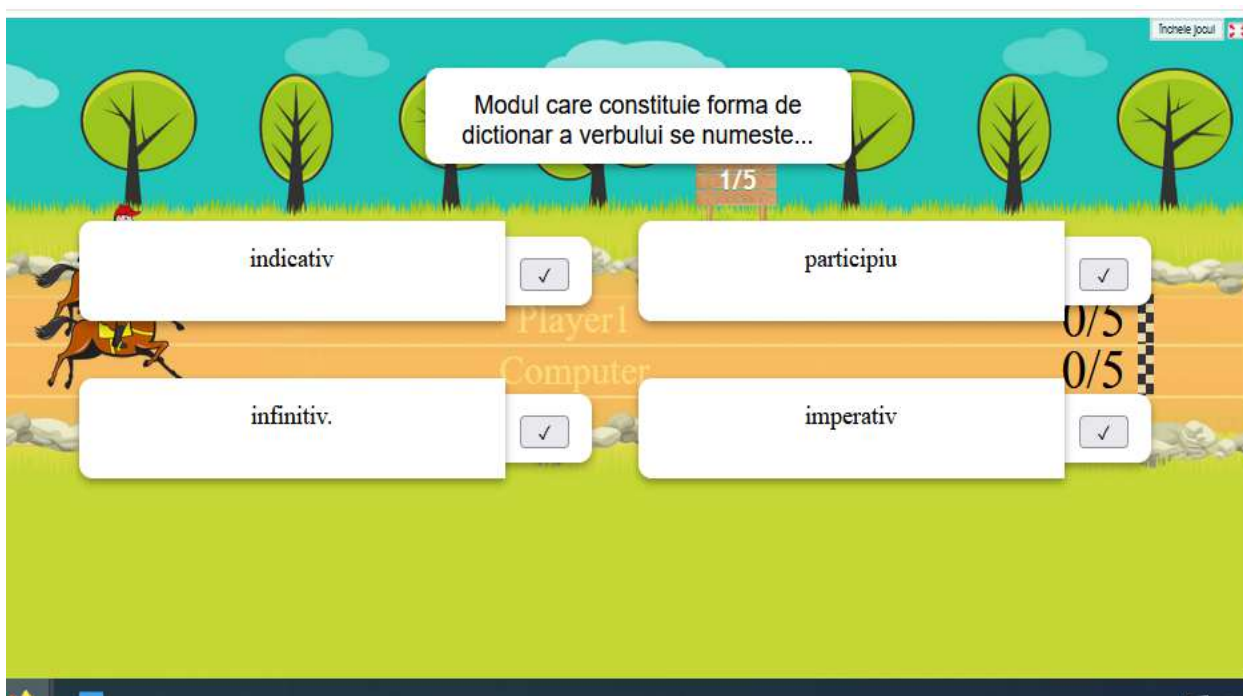 Închele jocul
Modul care constituie forma de
dictionar a verbului se numeste...
1/5
indicativ
✓
participiu
✓
Player1
0/5
Computer
0/5
infinitiv.
✓
imperativ
✓